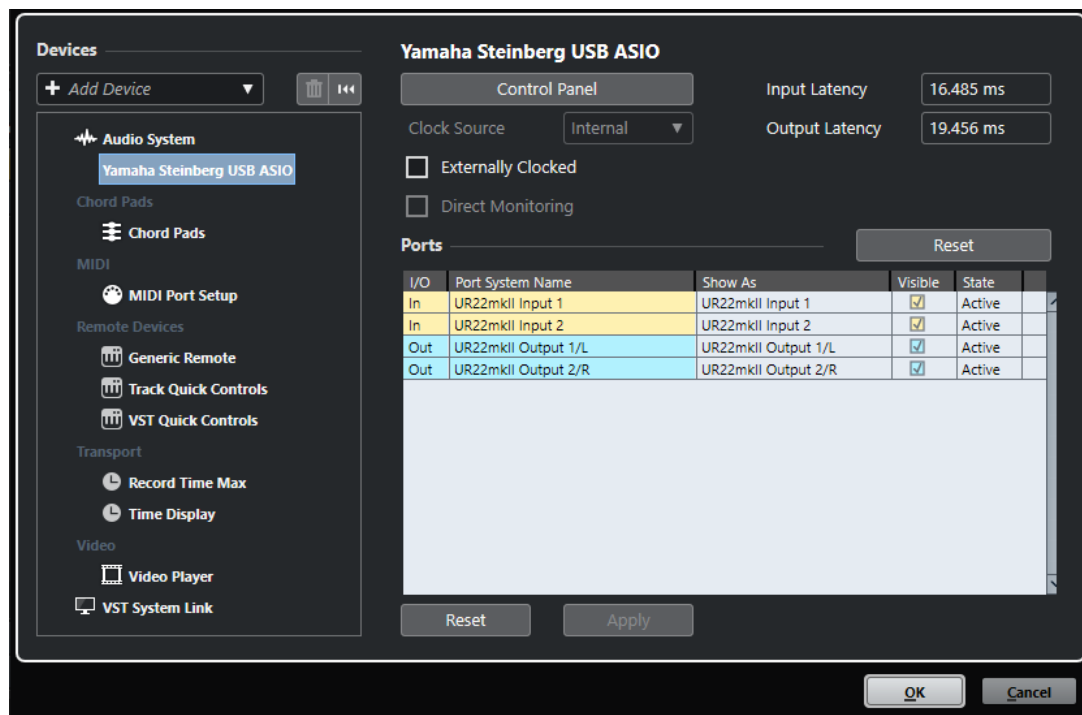 Devices
Add Device
Audio System
Yamaha Steinberg USB ASIO
Chord Pads
Chord Pads
MIDI
MIDI Port Setup
Remote Devices
Generic Remote
Track Quick Controls
VST Quick Controls
Transport
Record Time Max
Time Display
Video
Video Player
VST System Link
Yamaha Steinberg USB ASIO
Control Panel Input Latency 16.485 ms
Clock Source Internal Output Latency 19.456 ms
Externally Clocked
Direct Monitoring
Ports Reset
I/O Port System Name Show As Visible State
In UR22mkII Input 1 UR22mkII Input 1 Active
In UR22mkII Input 2 UR22mkII Input 2 Active
Out UR22mkII Output 1/L UR22mkII Output 1/L Active
Out UR22mkII Output 2/R UR22mkII Output 2/R Active
Reset Apply
OK Cancel